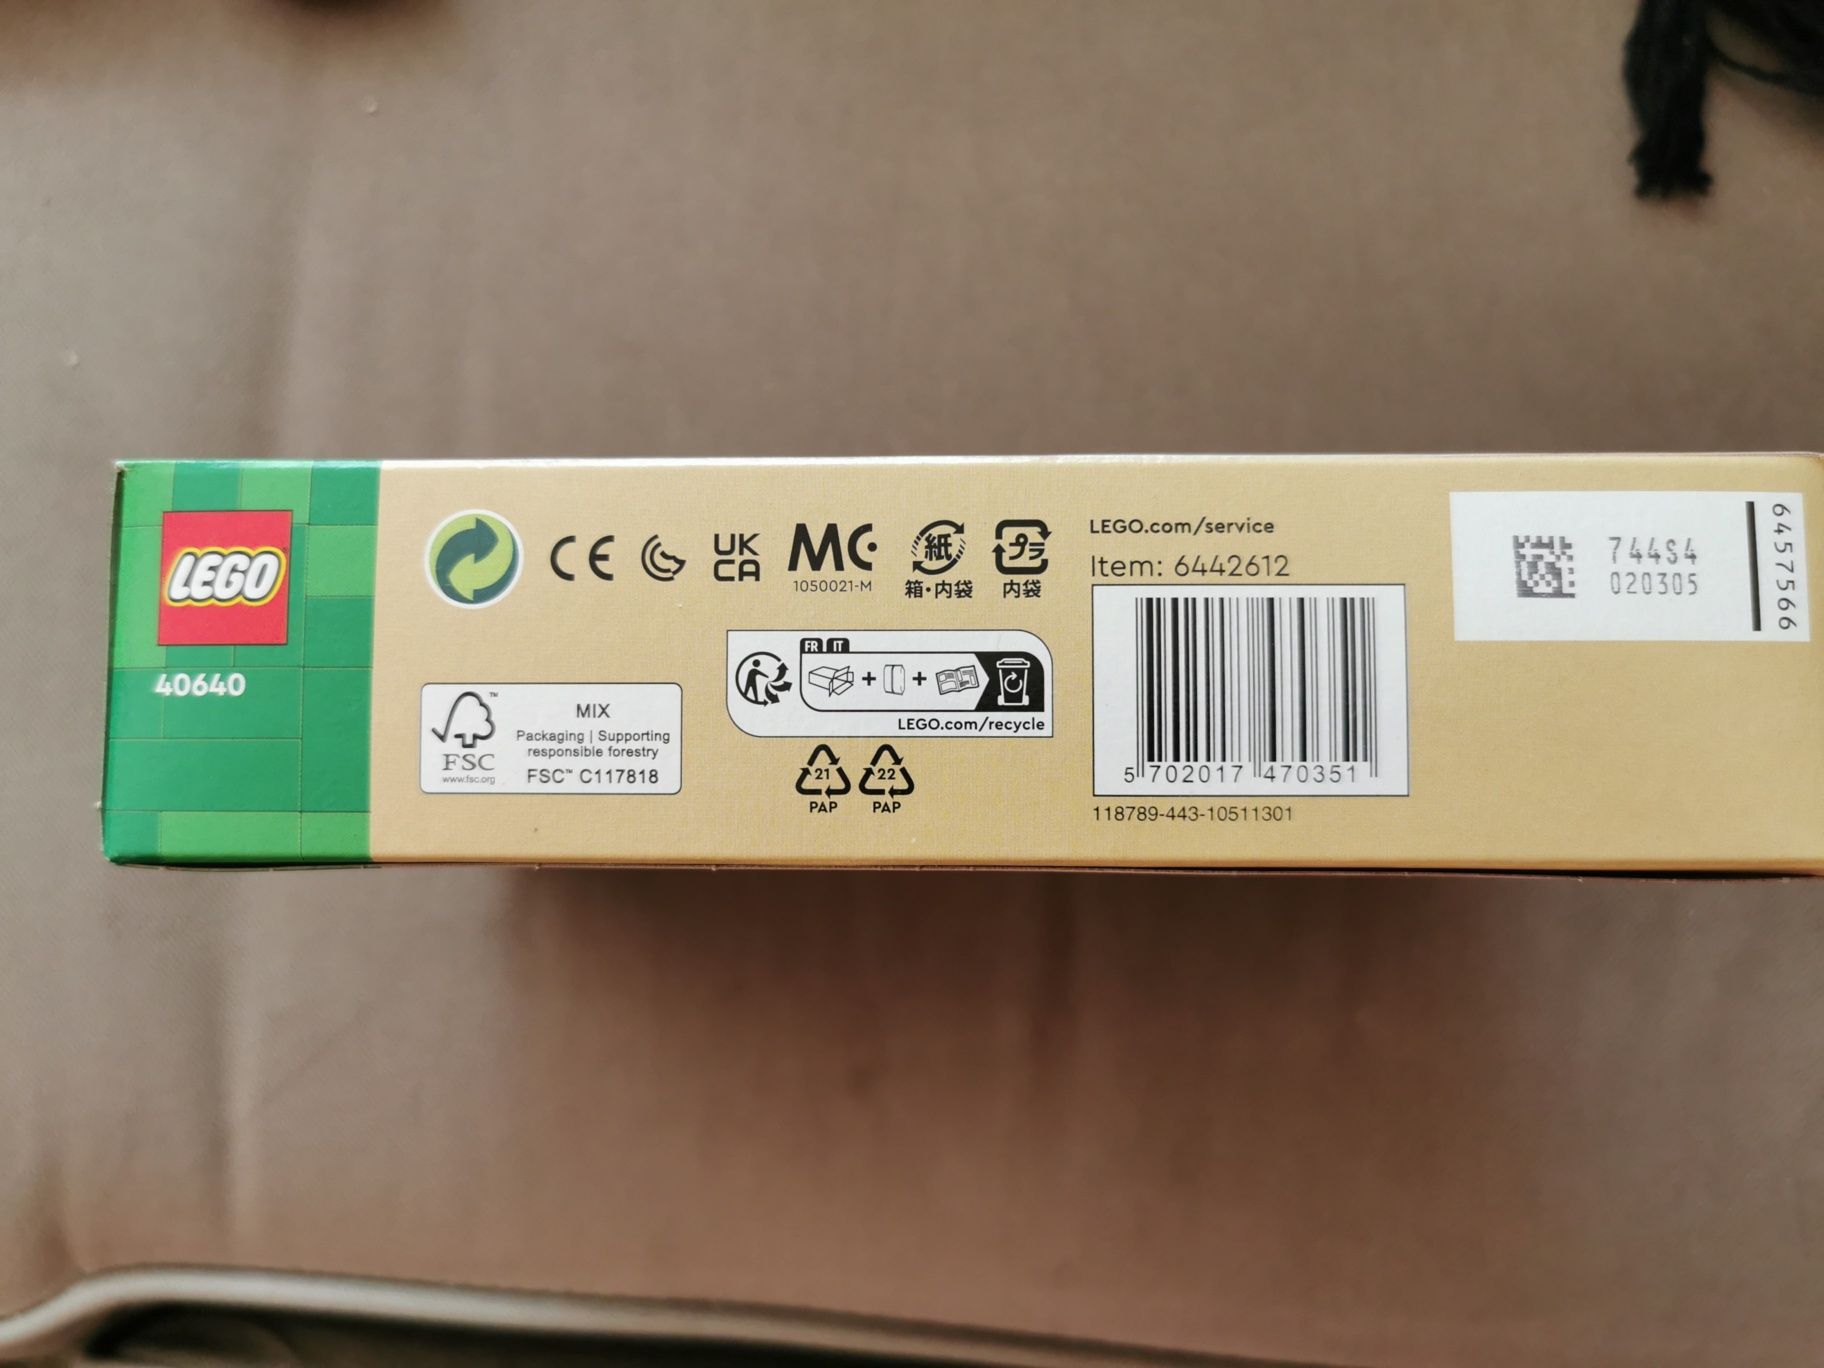 LEGO
40640
CE
UK
CA
MC
1050021-M
紙
箱・内袋
プラ
内袋
FSC™
www.fsc.org
MIX
Packaging | Supporting
responsible forestry
FSC™ C117818
FR IT
LEGO.com/recycle
21
PAP
22
PAP
LEGO.com/service
Item: 6442612
5 702017 470351
118789-443-10511301
744S4
020305
6457566